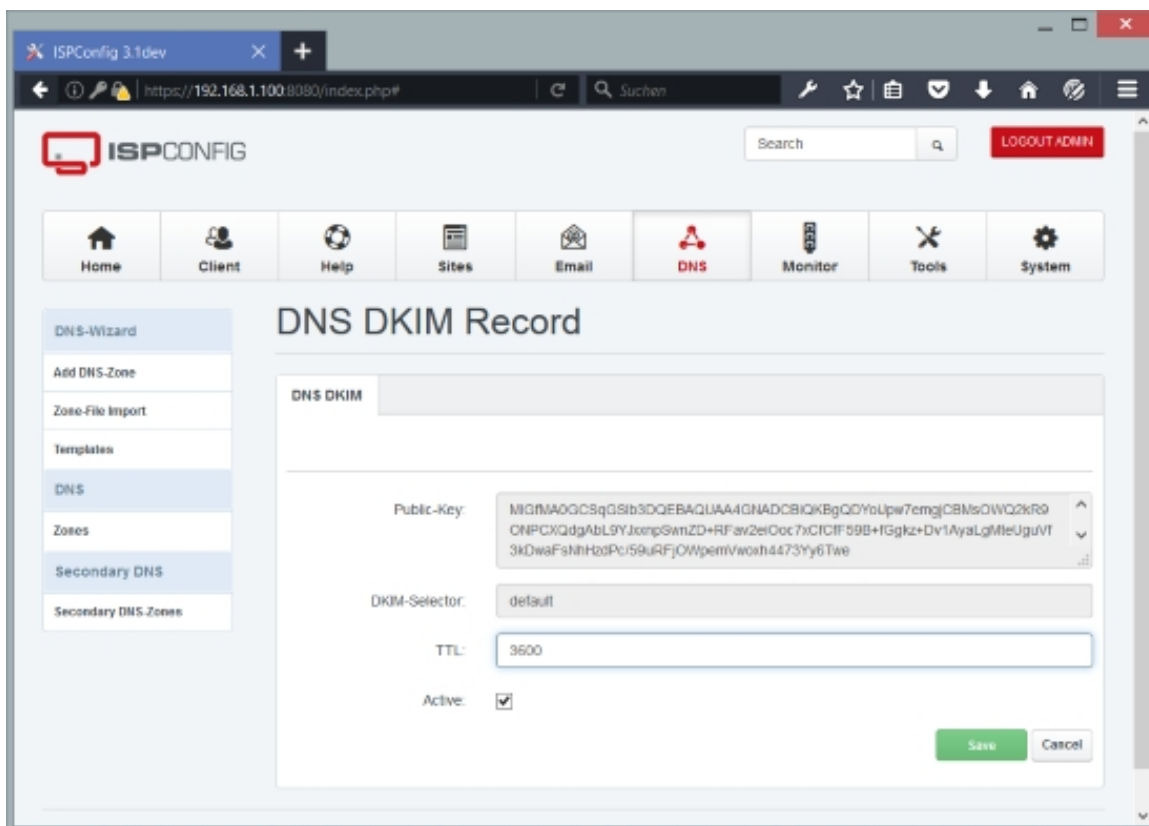 ISPConfig 3.1dev
https://192.168.1.100:8080/index.php#
Suchen
ISPCONFIG
Search
LOGOUT ADMIN
Home
Client
Help
Sites
Email
DNS
Monitor
Tools
System
DNS-Wizard
Add DNS-Zone
Zone-File Import
Templates
DNS
Zones
Secondary DNS
Secondary DNS-Zones
DNS DKIM Record
DNS DKIM
Public-Key:
DKIM-Selector:
default
TTL:
3600
Active:
Save
Cancel